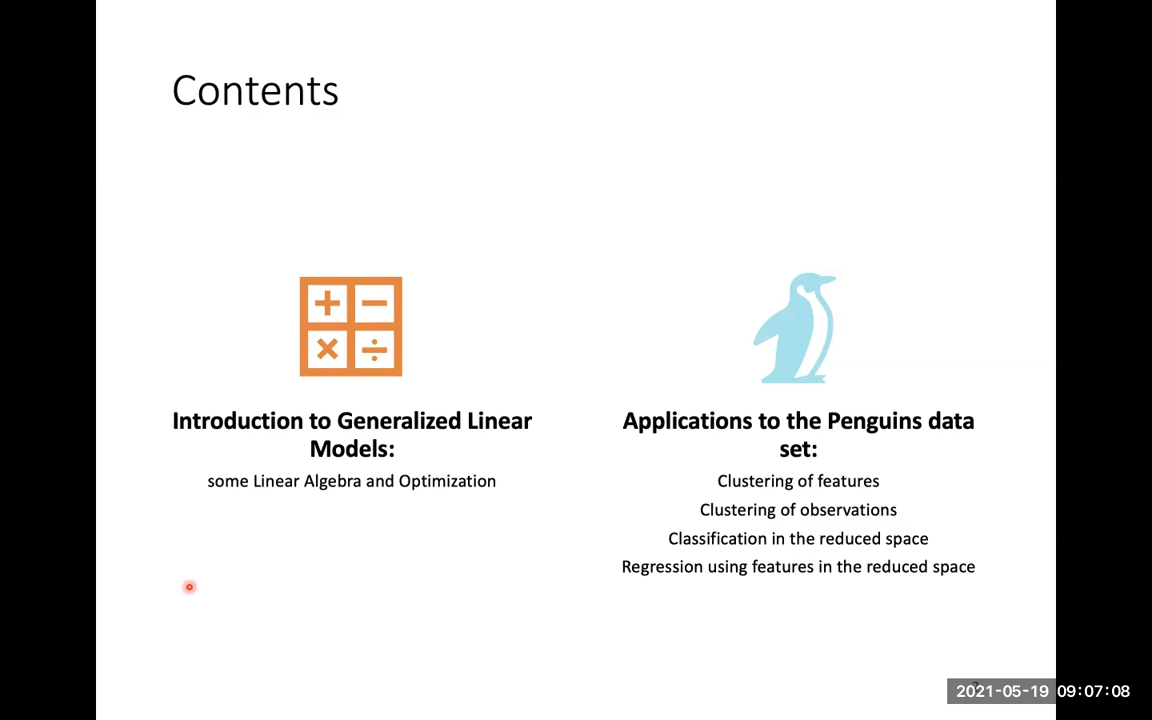 Contents
Introduction to Generalized Linear
Models:
some Linear Algebra and Optimization
Applications to the Penguins data
set:
Clustering of features
Clustering of observations
Classification in the reduced space
Regression using features in the reduced space
2021-05-19 09:07:08